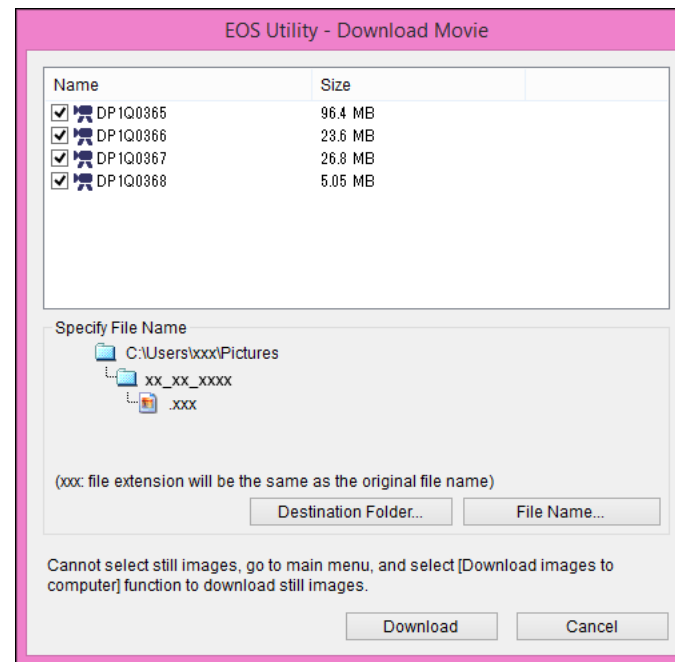 EOS Utility - Download Movie
Name Size
DP1Q0365 96.4 MB
DP1Q0366 23.6 MB
DP1Q0367 26.8 MB
DP1Q0368 5.05 MB
Specify File Name
C:\Users\xxx\Pictures
xx_xx_xxxx
.xxx
(xxx: file extension will be the same as the original file name)
Destination Folder... File Name...
Cannot select still images, go to main menu, and select [Download images to
computer] function to download still images.
Download Cancel